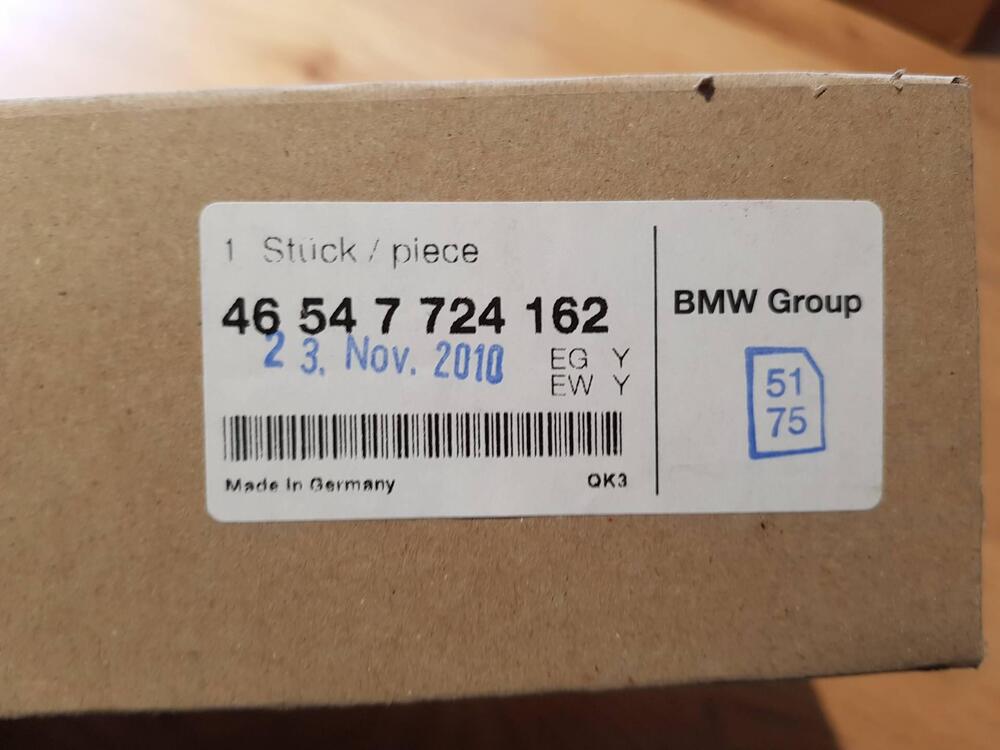 1 Stück / piece
46 54 7 724 162
23. Nov. 2010
EG Y
EW Y
Made In Germany
QK3
BMW Group
51
75